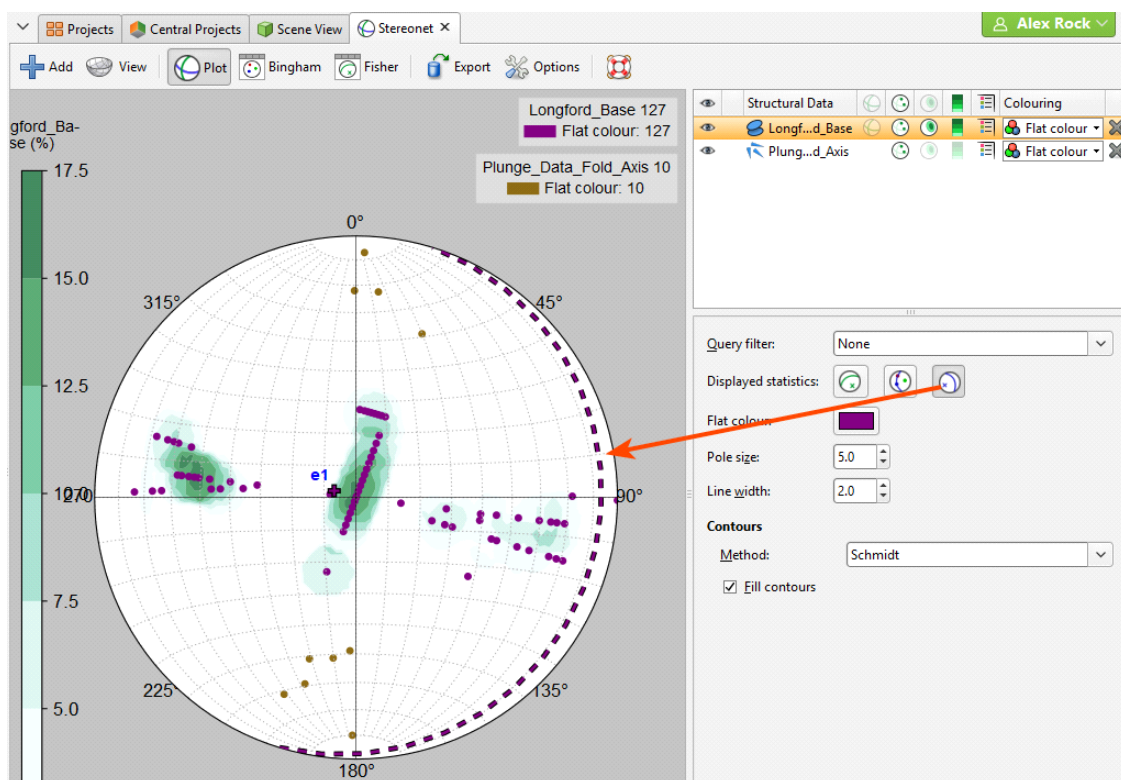 Projects Central Projects Scene View Stereonet Alex Rock
Add View Plot Bingham Fisher Export Options
gford_Ba-
se (%)
Longford_Base 127
Flat colour: 127
Plunge_Data_Fold_Axis 10
Flat colour: 10
17.5
15.0
12.5
10.0
7.5
5.0
0°
45°
90°
135°
180°
225°
270
315°
e1
Structural Data Colouring
Longf...d_Base Flat colour
Plung...d_Axis Flat colour
Query filter: None
Displayed statistics:
Flat colour:
Pole size: 5.0
Line width: 2.0
Contours
Method: Schmidt
Fill contours